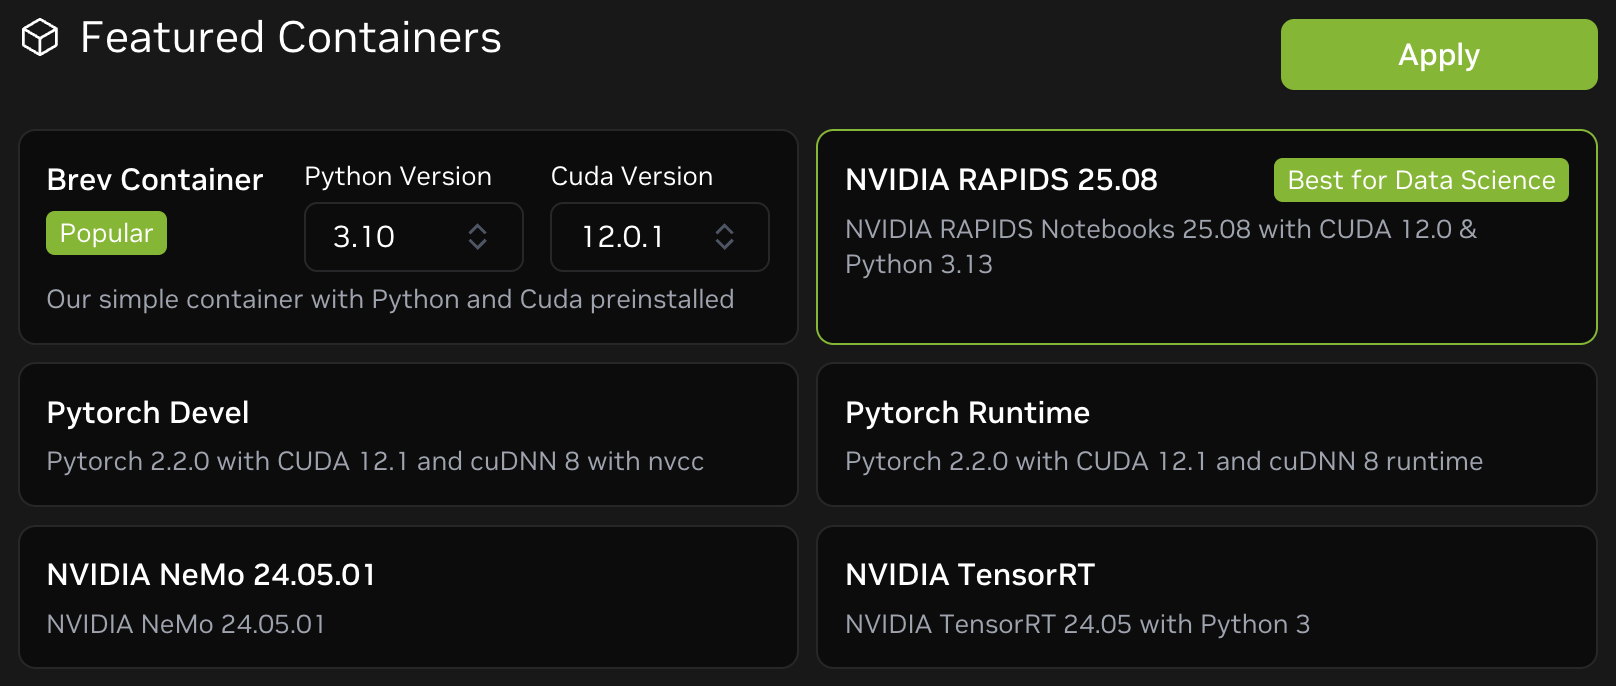 Featured Containers
Apply
Brev Container
Popular
Python Version
3.10
Cuda Version
12.0.1
Our simple container with Python and Cuda preinstalled
NVIDIA RAPIDS 25.08
Best for Data Science
NVIDIA RAPIDS Notebooks 25.08 with CUDA 12.0 &
Python 3.13
Pytorch Devel
Pytorch 2.2.0 with CUDA 12.1 and cuDNN 8 with nvcc
Pytorch Runtime
Pytorch 2.2.0 with CUDA 12.1 and cuDNN 8 runtime
NVIDIA NeMo 24.05.01
NVIDIA NeMo 24.05.01
NVIDIA TensorRT
NVIDIA TensorRT 24.05 with Python 3